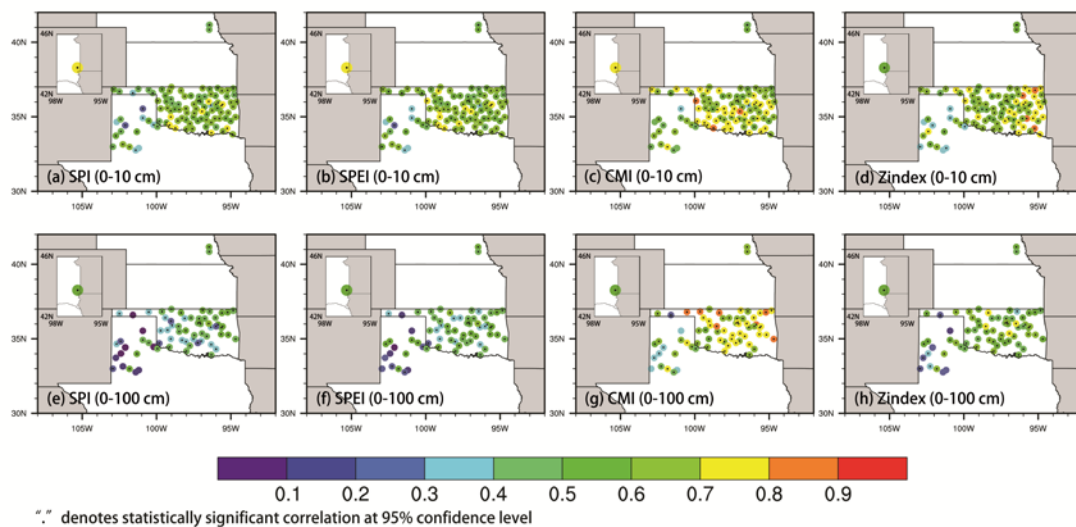 40N
35N
30N
46N
42N
98W 95W
(a) SPI (0-10 cm)
105W 100W 95W
40N
35N
30N
46N
42N
98W 95W
(b) SPEI (0-10 cm)
105W 100W 95W
40N
35N
30N
46N
42N
98W 95W
(c) CMI (0-10 cm)
105W 100W 95W
40N
35N
30N
46N
42N
98W 95W
(d) Zindex (0-10 cm)
105W 100W 95W
40N
35N
30N
46N
42N
98W 95W
(e) SPI (0-100 cm)
105W 100W 95W
40N
35N
30N
46N
42N
98W 95W
(f) SPEI (0-100 cm)
105W 100W 95W
40N
35N
30N
46N
42N
98W 95W
(g) CMI (0-100 cm)
105W 100W 95W
40N
35N
30N
46N
42N
98W 95W
(h) Zindex (0-100 cm)
105W 100W 95W
0.1 0.2 0.3 0.4 0.5 0.6 0.7 0.8 0.9
“.” denotes statistically significant correlation at 95% confidence level